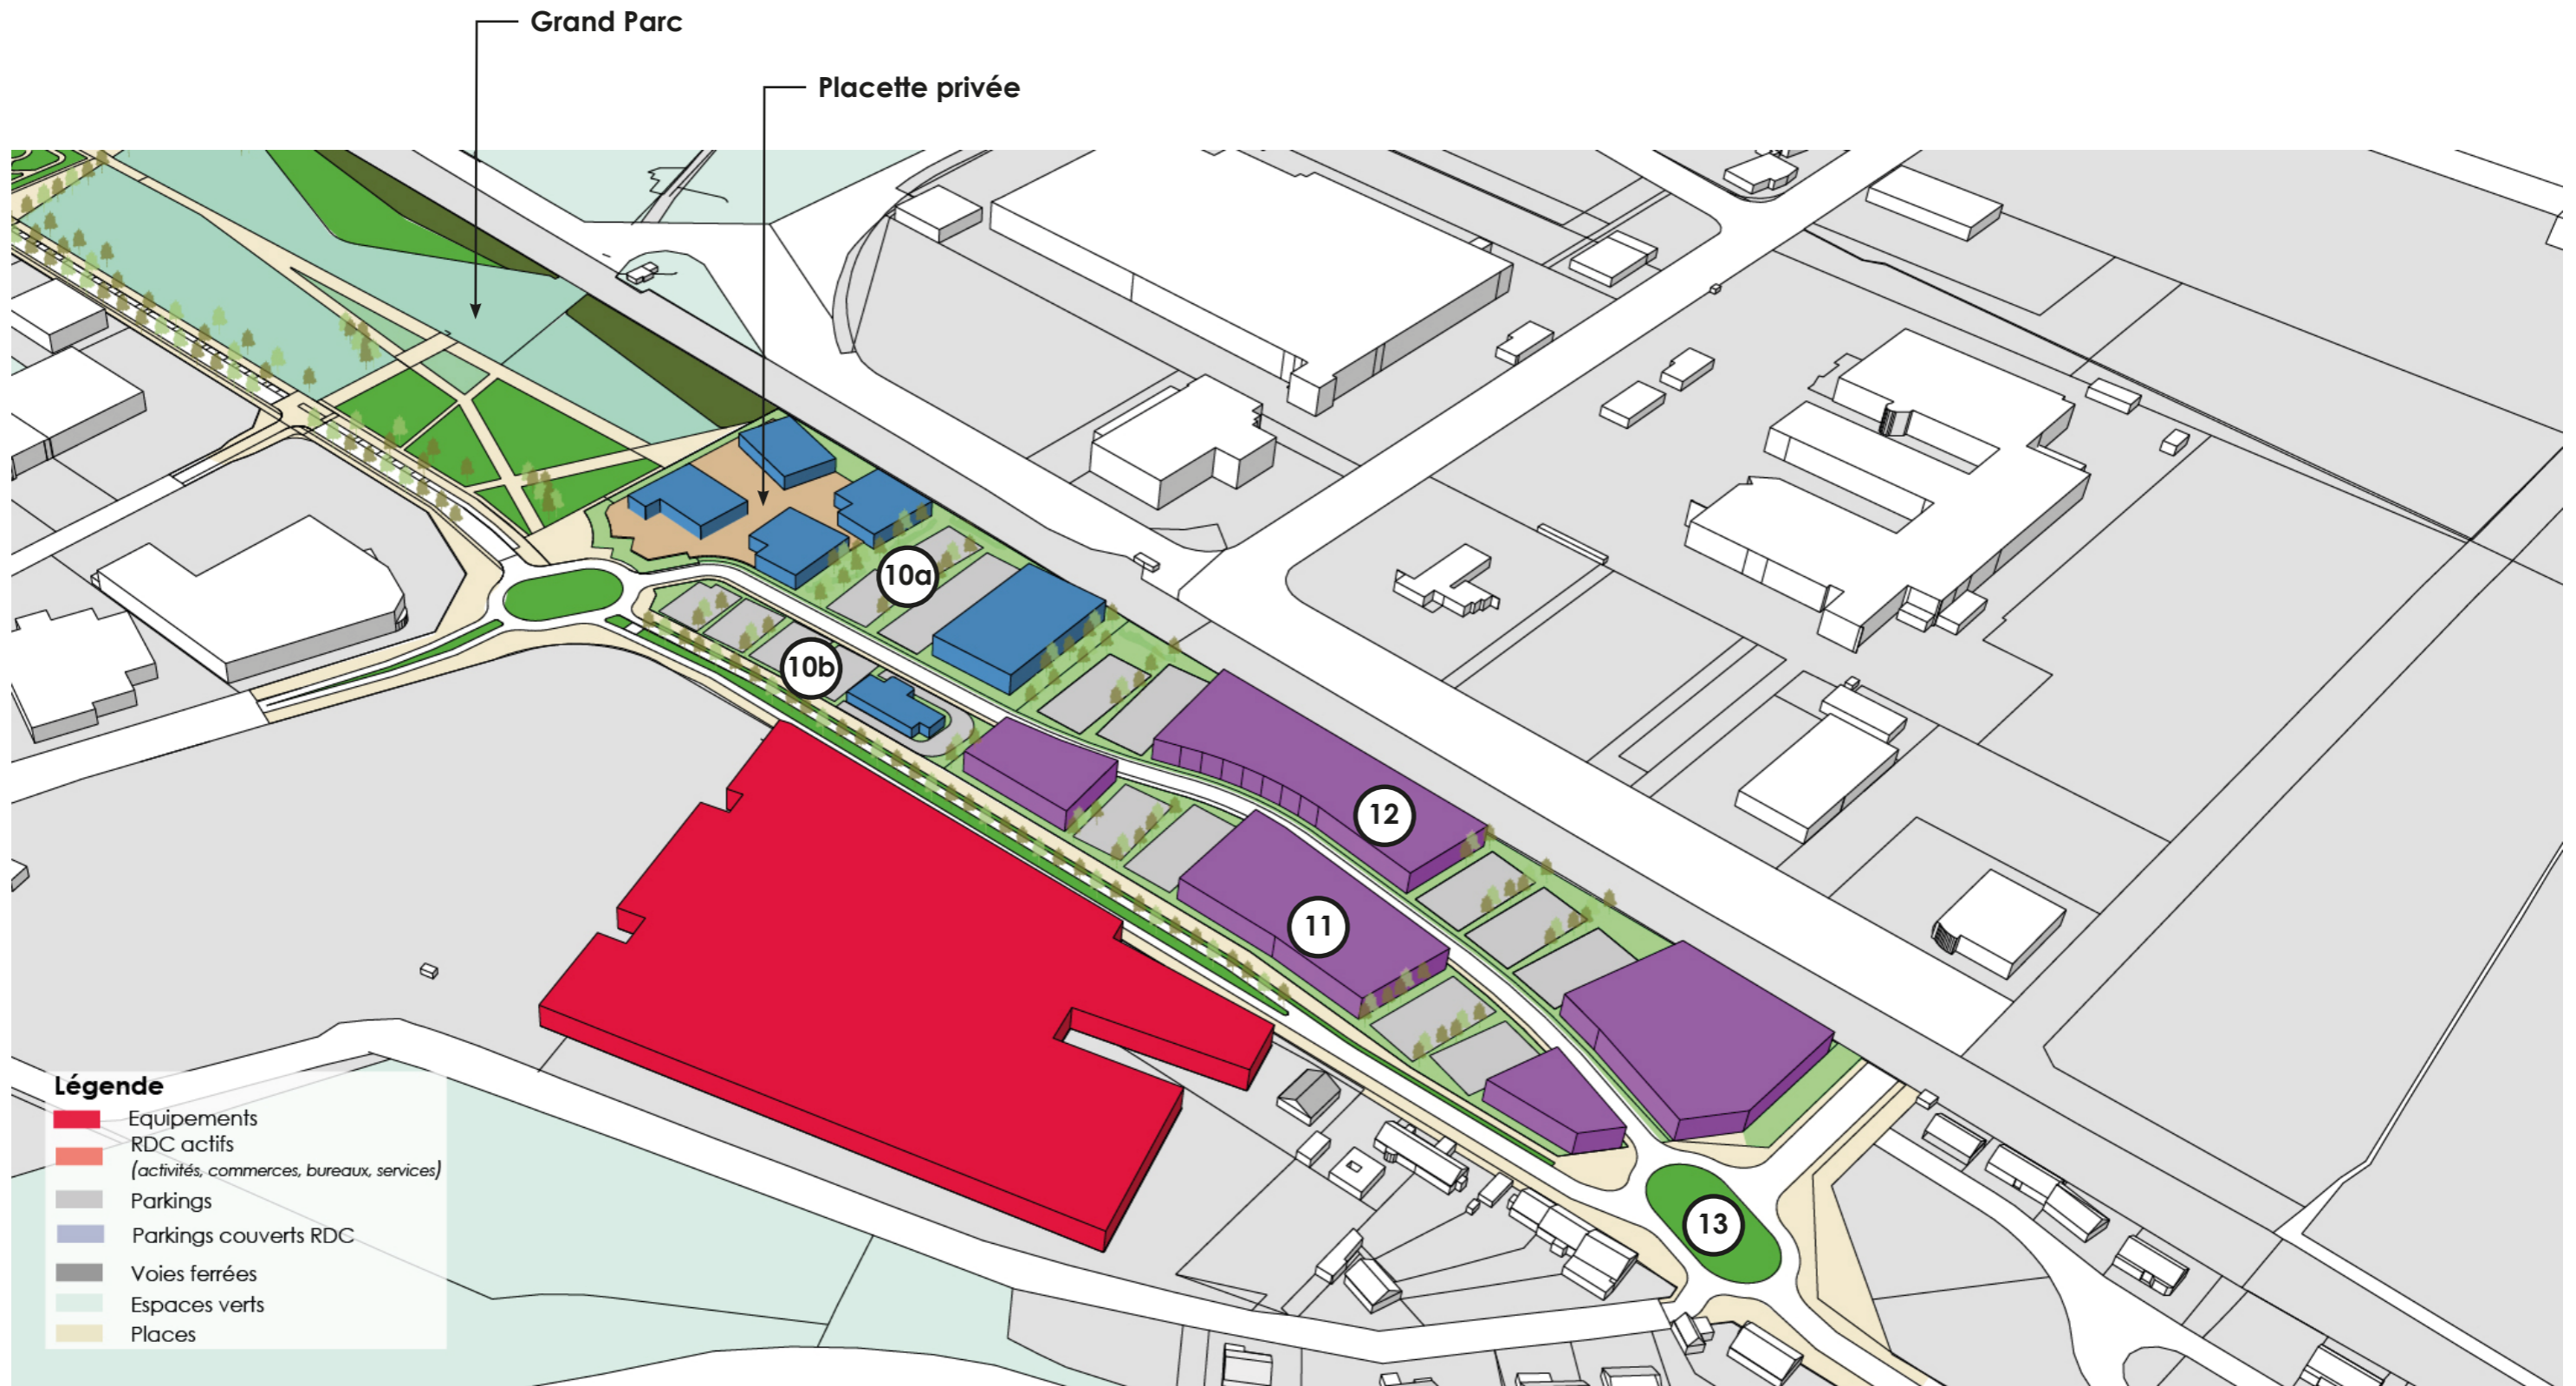 Grand Parc
Placette privée
10a
10b
12
11
13
Légende
Equipements
RDC actifs
(activités, commerces, bureaux, services)
Parkings
Parkings couverts RDC
Voies ferrées
Espaces verts
Places